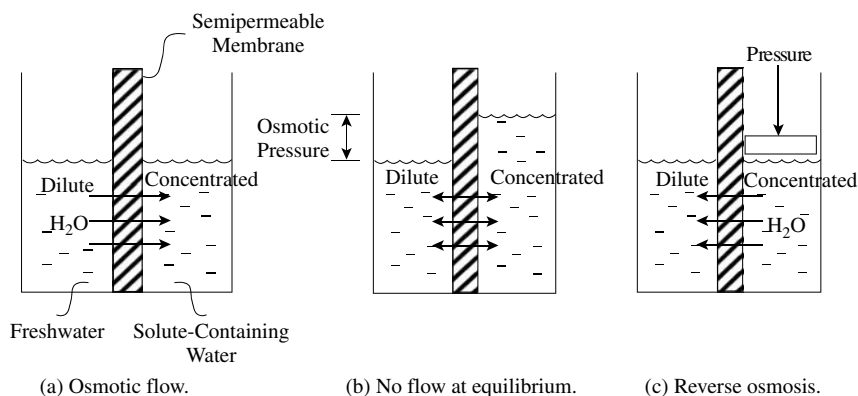 Semipermeable
Membrane
Dilute
Concentrated
H₂O
Freshwater
Solute-Containing
Water
(a) Osmotic flow.
Osmotic
Pressure
Dilute
Concentrated
(b) No flow at equilibrium.
Pressure
Dilute
Concentrated
H₂O
(c) Reverse osmosis.